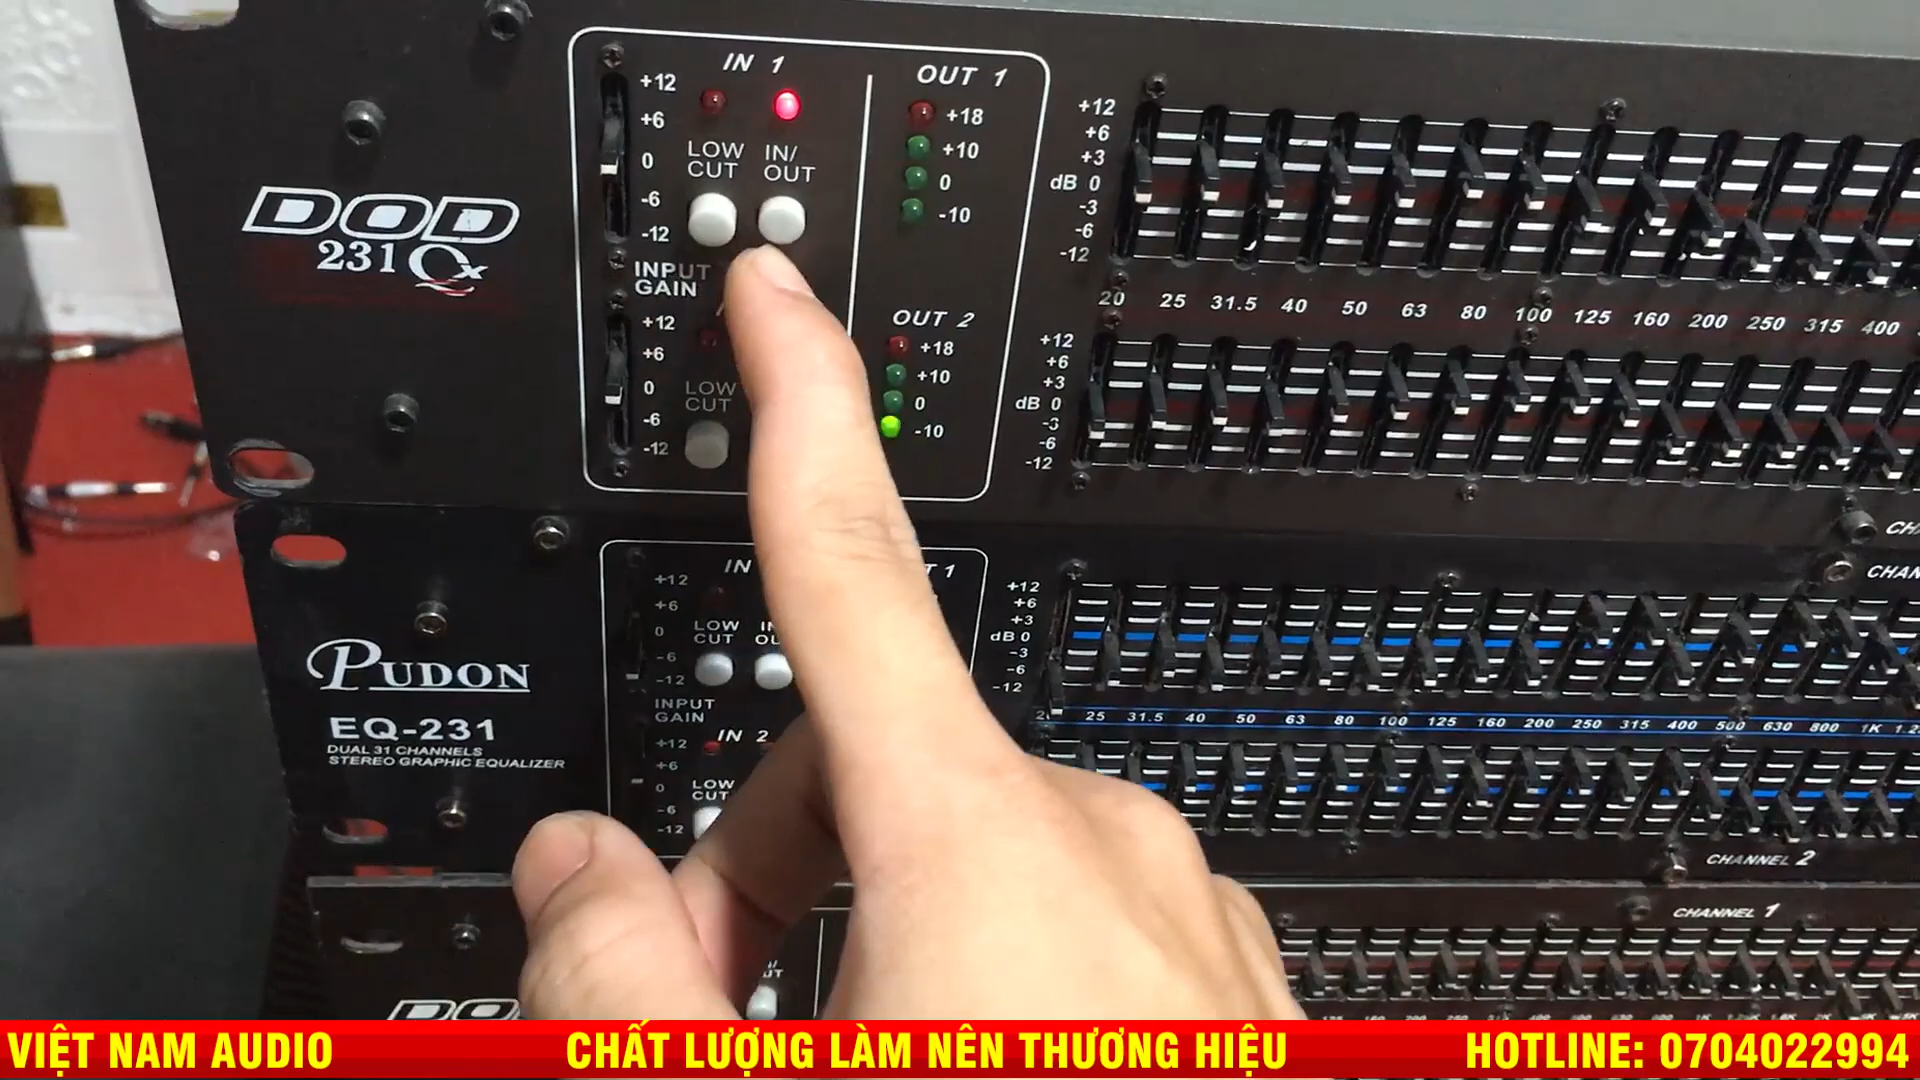 IN 1
OUT 1
+12
+6
0
-6
-12
LOW CUT
IN/ OUT
+18
+10
0
-10
INPUT GAIN
DOD
231 Qx
+12
+6
+3
dB 0
-3
-6
-12
20 25 31.5 40 50 63 80 100 125 160 200 250 315 400
+12
+6
0
-6
-12
LOW CUT
OUT 2
+18
+10
0
-10
+12
+6
+3
dB 0
-3
-6
-12
PUDON
EQ-231
DUAL 31 CHANNELS
STEREO GRAPHIC EQUALIZER
IN
+12
+6
0
-6
-12
LOW CUT
INPUT GAIN
T 1
+12
+6
+3
dB 0
-3
-6
-12
25 31.5 40 50 63 80 100 125 160 200 250 315 400 500 630 800 1K
IN 2
+12
+6
0
-6
-12
LOW CUT
CHANNEL 2
CHANNEL 1
VIỆT NAM AUDIO
CHẤT LƯỢNG LÀM NÊN THƯƠNG HIỆU
HOTLINE: 0704022994